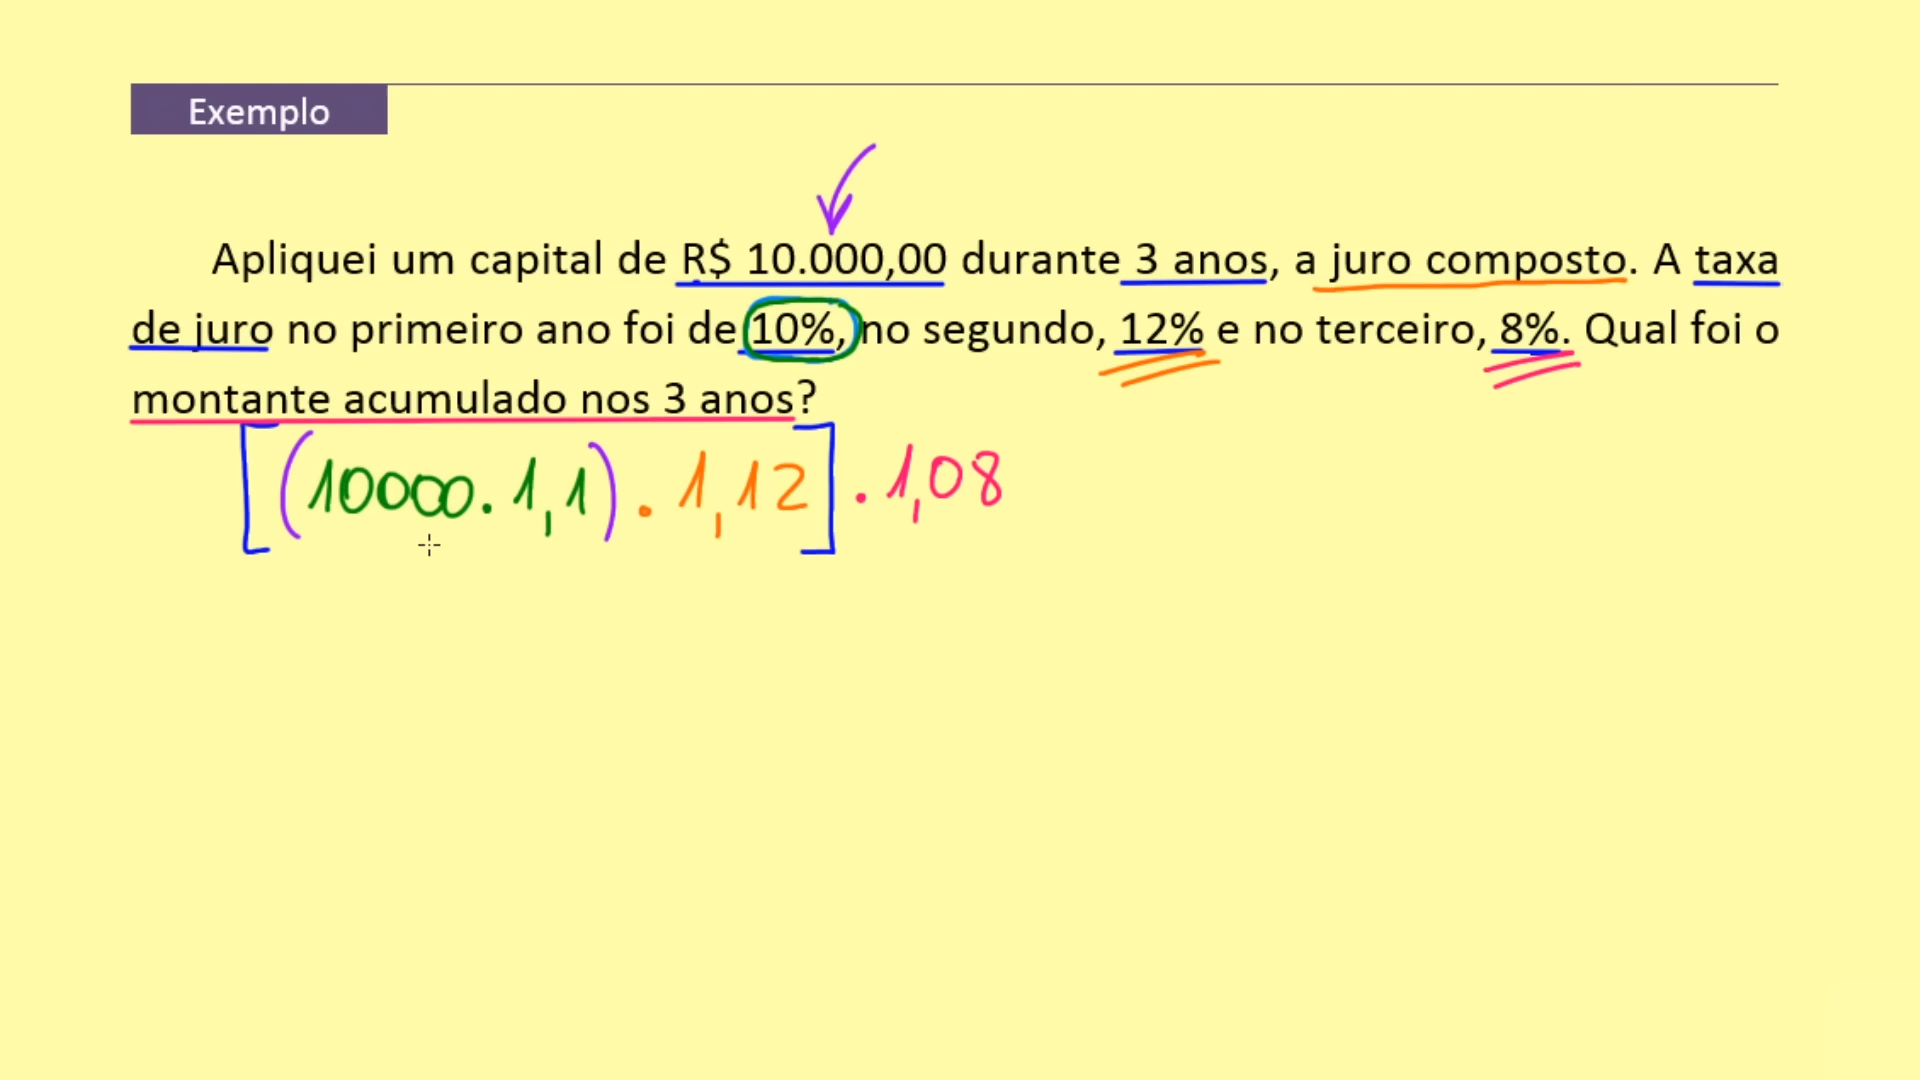 Exemplo
Apliquei um capital de R$ 10.000,00 durante 3 anos, a juro composto. A taxa
de juro no primeiro ano foi de 10%, no segundo, 12% e no terceiro, 8%. Qual foi o
montante acumulado nos 3 anos?
[(10000.1,1).1,12].1,08